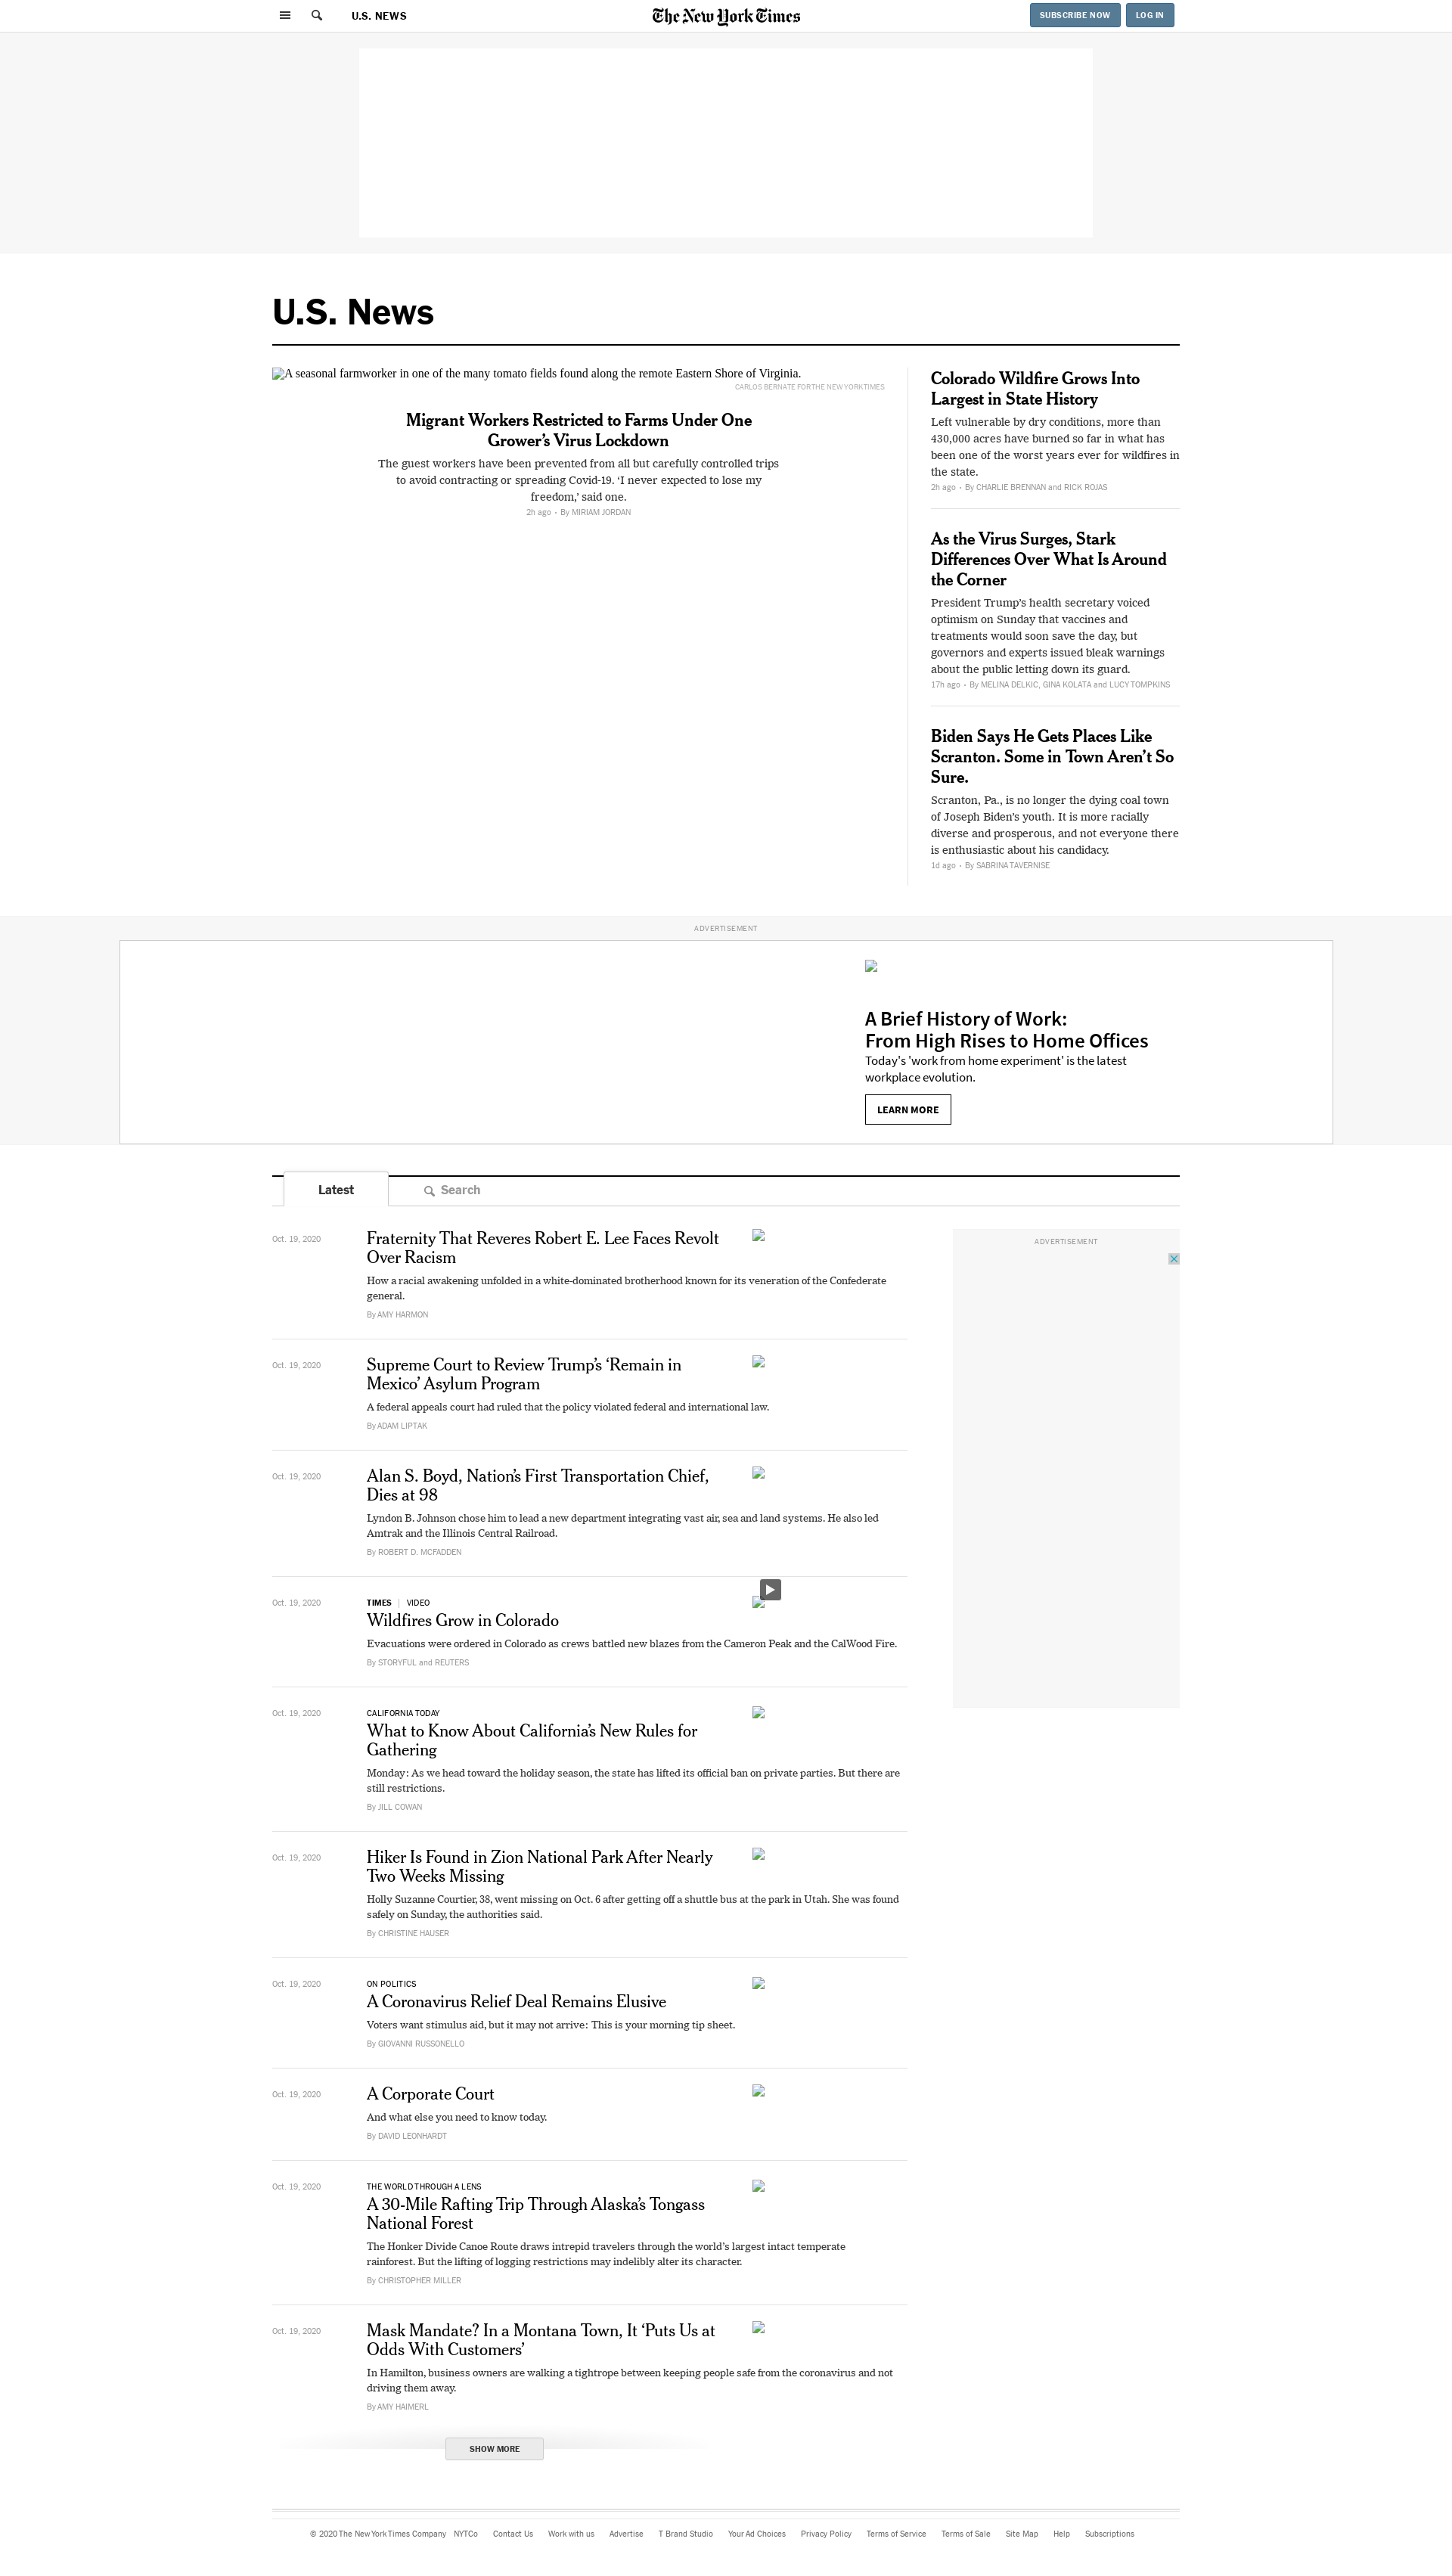 U.S. NEWS
The New York Times
SUBSCRIBE NOW
LOG IN
U.S. News
A seasonal farmworker in one of the many tomato fields found along the remote Eastern Shore of Virginia.
CARLOS BERNATE FOR THE NEW YORK TIMES
Migrant Workers Restricted to Farms Under One
Grower’s Virus Lockdown
The guest workers have been prevented from all but carefully controlled trips
to avoid contracting or spreading Covid-19. ‘I never expected to lose my
freedom,’ said one.
2h ago • By MIRIAM JORDAN
Colorado Wildfire Grows Into
Largest in State History
Left vulnerable by dry conditions, more than
430,000 acres have burned so far in what has
been one of the worst years ever for wildfires in
the state.
2h ago • By CHARLIE BRENNAN and RICK ROJAS
As the Virus Surges, Stark
Differences Over What Is Around
the Corner
President Trump’s health secretary voiced
optimism on Sunday that vaccines and
treatments would soon save the day, but
governors and experts issued bleak warnings
about the public letting down its guard.
17h ago • By MELINA DELKIC, GINA KOLATA and LUCY TOMPKINS
Biden Says He Gets Places Like
Scranton. Some in Town Aren’t So
Sure.
Scranton, Pa., is no longer the dying coal town
of Joseph Biden’s youth. It is more racially
diverse and prosperous, and not everyone there
is enthusiastic about his candidacy.
1d ago • By SABRINA TAVERNISE
ADVERTISEMENT
A Brief History of Work:
From High Rises to Home Offices
Today's 'work from home experiment' is the latest
workplace evolution.
LEARN MORE
Latest
Search
Oct. 19, 2020
Fraternity That Reveres Robert E. Lee Faces Revolt
Over Racism
How a racial awakening unfolded in a white-dominated brotherhood known for its veneration of the Confederate
general.
By AMY HARMON
ADVERTISEMENT
Oct. 19, 2020
Supreme Court to Review Trump’s ‘Remain in
Mexico’ Asylum Program
A federal appeals court had ruled that the policy violated federal and international law.
By ADAM LIPTAK
Oct. 19, 2020
Alan S. Boyd, Nation’s First Transportation Chief,
Dies at 98
Lyndon B. Johnson chose him to lead a new department integrating vast air, sea and land systems. He also led
Amtrak and the Illinois Central Railroad.
By ROBERT D. MCFADDEN
Oct. 19, 2020
TIMES | VIDEO
Wildfires Grow in Colorado
Evacuations were ordered in Colorado as crews battled new blazes from the Cameron Peak and the CalWood Fire.
By STORYFUL and REUTERS
Oct. 19, 2020
CALIFORNIA TODAY
What to Know About California’s New Rules for
Gathering
Monday: As we head toward the holiday season, the state has lifted its official ban on private parties. But there are
still restrictions.
By JILL COWAN
Oct. 19, 2020
Hiker Is Found in Zion National Park After Nearly
Two Weeks Missing
Holly Suzanne Courtier, 38, went missing on Oct. 6 after getting off a shuttle bus at the park in Utah. She was found
safely on Sunday, the authorities said.
By CHRISTINE HAUSER
Oct. 19, 2020
ON POLITICS
A Coronavirus Relief Deal Remains Elusive
Voters want stimulus aid, but it may not arrive: This is your morning tip sheet.
By GIOVANNI RUSSONELLO
Oct. 19, 2020
A Corporate Court
And what else you need to know today.
By DAVID LEONHARDT
Oct. 19, 2020
THE WORLD THROUGH A LENS
A 30-Mile Rafting Trip Through Alaska’s Tongass
National Forest
The Honker Divide Canoe Route draws intrepid travelers through the world’s largest intact temperate
rainforest. But the lifting of logging restrictions may indelibly alter its character.
By CHRISTOPHER MILLER
Oct. 19, 2020
Mask Mandate? In a Montana Town, It ‘Puts Us at
Odds With Customers’
In Hamilton, business owners are walking a tightrope between keeping people safe from the coronavirus and not
driving them away.
By AMY HAIMERL
SHOW MORE
© 2020 The New York Times Company NYTCo Contact Us Work with us Advertise T Brand Studio Your Ad Choices Privacy Policy Terms of Service Terms of Sale Site Map Help Subscriptions